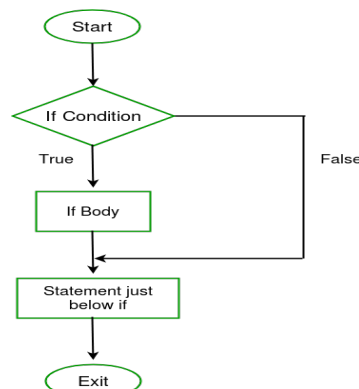 Start
If Condition
True
False
If Body
Statement just
below if
Exit